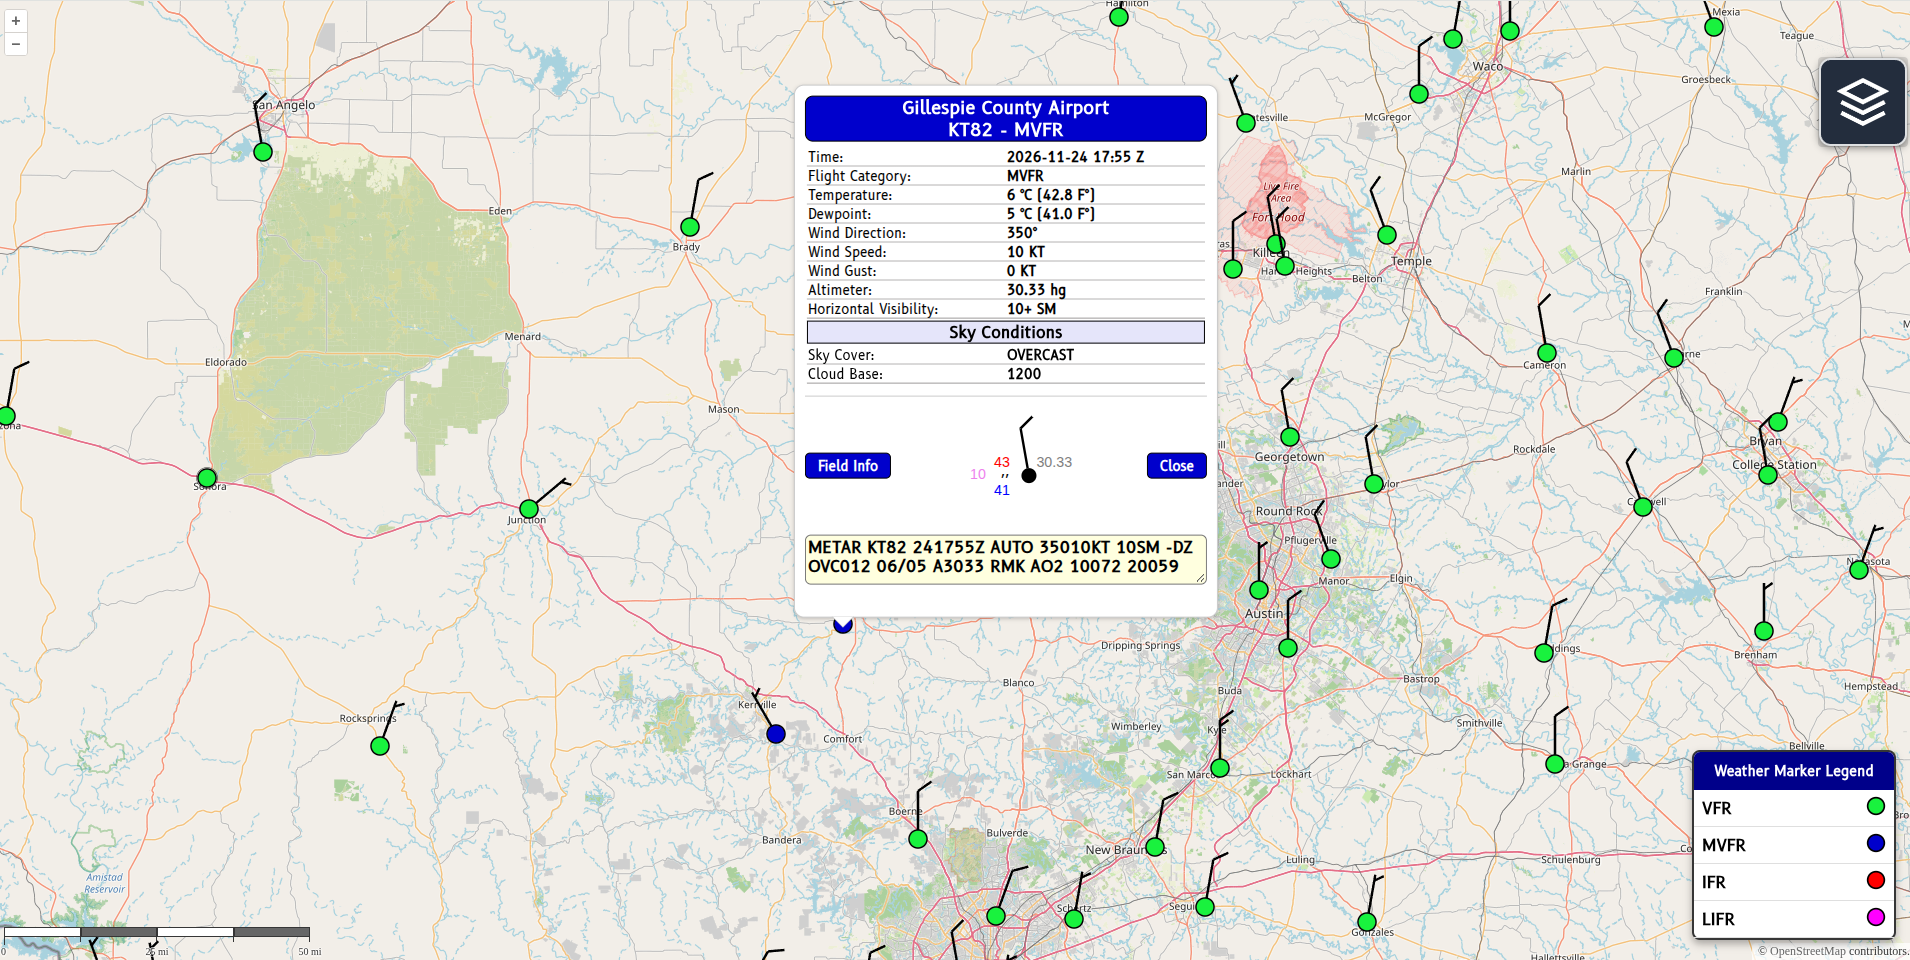 +
−
Hamilton
Mexia
Teague
Waco
Groesbeck
San Angelo
McGregor
Gillespie County Airport
KT82 - MVFR
Time: 2026-11-24 17:55 Z
Flight Category: MVFR
Temperature: 6 °C [42.8 F°]
Dewpoint: 5 °C [41.0 F°]
Wind Direction: 350°
Wind Speed: 10 KT
Wind Gust: 0 KT
Altimeter: 30.33 hg
Horizontal Visibility: 10+ SM
Sky Conditions
Sky Cover: OVERCAST
Cloud Base: 1200
Field Info
43
30.33
10
,,
41
Close
METAR KT82 241755Z AUTO 35010KT 10SM -DZ
OVC012 06/05 A3033 RMK AO2 10072 20059
Marlin
Live Fire
Area
Eden
Brady
Temple
Heights
Belton
Franklin
Menard
Eldorado
Cameron
Mason
Bryan
Rockdale
Georgetown
College Station
Sonora
Junction
Round Rock
Pflugerville
Manor
Elgin
Austin
Dripping Springs
Brenham
Blanco
Bastrop
Buda
Hempstead
Kerrville
Rocksprings
Smithville
Wimberley
Kyle
Comfort
Bellville
San Marcos
Lockhart
Boerne
Bulverde
Bandera
New Braunfels
Luling
Schulenburg
Amistad
Reservoir
Schertz
Seguin
Gonzales
Hallettsville
Weather Marker Legend
VFR
MVFR
IFR
LIFR
0
25 mi
50 mi
© OpenStreetMap contributors.